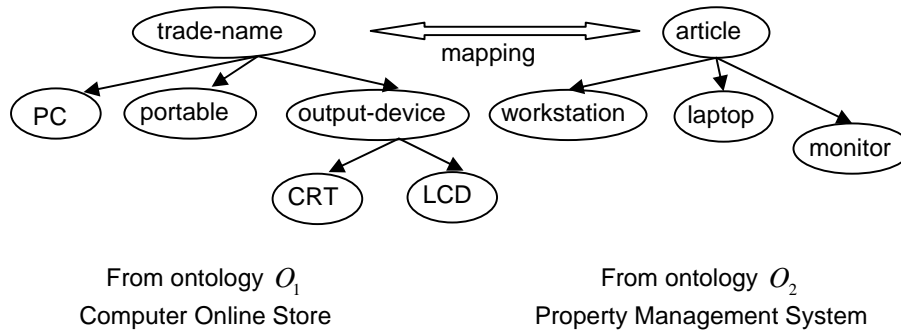 trade-name
mapping
article
PC
portable
output-device
workstation
laptop
monitor
CRT
LCD
From ontology O₁
Computer Online Store
From ontology O₂
Property Management System